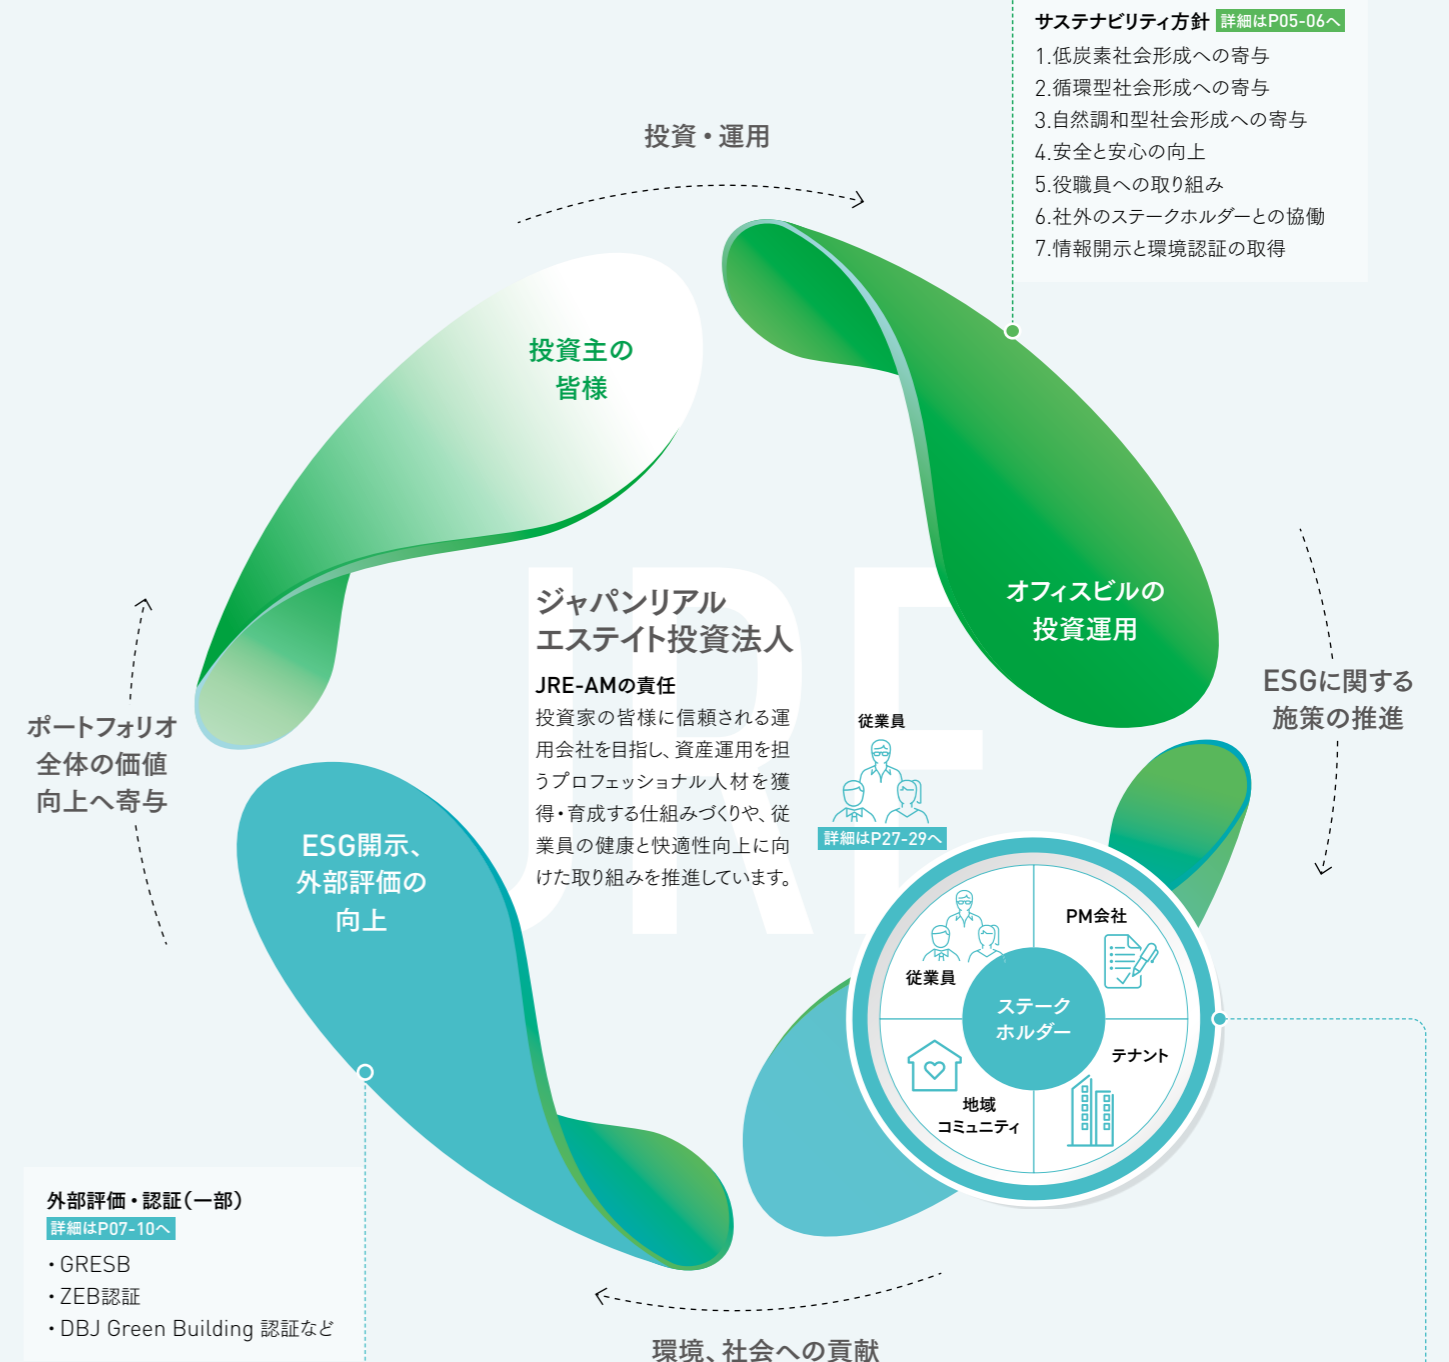 サステナビリティ方針 詳細はP05-06へ
1.低炭素社会形成への寄与
2.循環型社会形成への寄与
3.自然調和型社会形成への寄与
4.安全と安心の向上
5.役職員への取り組み
6.社外のステークホルダーとの協働
7.情報開示と環境認証の取得
投資・運用
投資主の
皆様
オフィスビルの
投資運用
ESGに関する
施策の推進
JRE
ジャパンリアル
エステイト投資法人
JRE-AMの責任
投資家の皆様に信頼される運
用会社を目指し、資産運用を担
うプロフェッショナル人材を獲
得・育成する仕組みづくりや、従
業員の健康と快適性向上に向
けた取り組みを推進しています。
従業員
詳細はP27-29へ
ポートフォリオ
全体の価値
向上へ寄与
ESG開示、
外部評価の
向上
従業員
PM会社
ステーク
ホルダー
テナント
地域
コミュニティ
外部評価・認証(一部)
詳細はP07-10へ
・GRESB
・ZEB認証
・DBJ Green Building 認証など
環境、社会への貢献